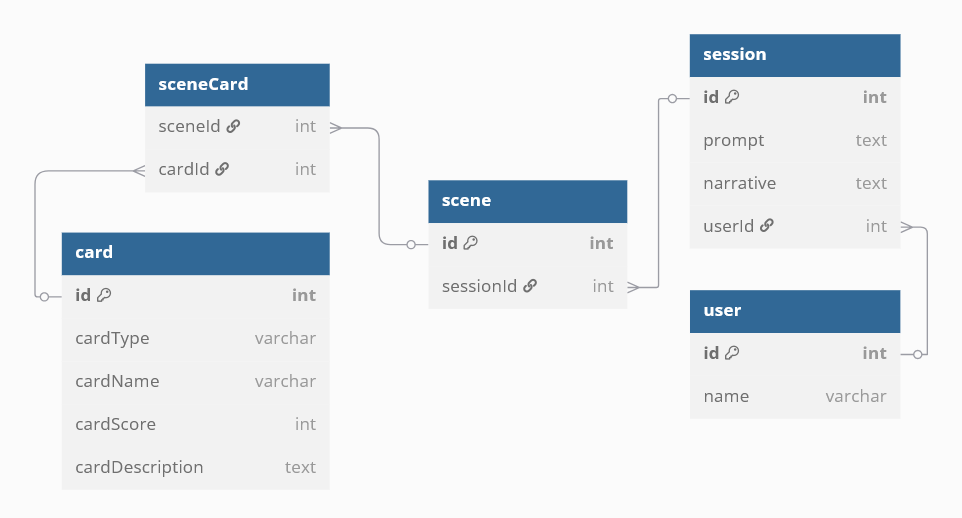 sceneCard
sceneId int
cardId int
card
id int
cardType varchar
cardName varchar
cardScore int
cardDescription text
scene
id int
sessionId int
session
id int
prompt text
narrative text
userId int
user
id int
name varchar